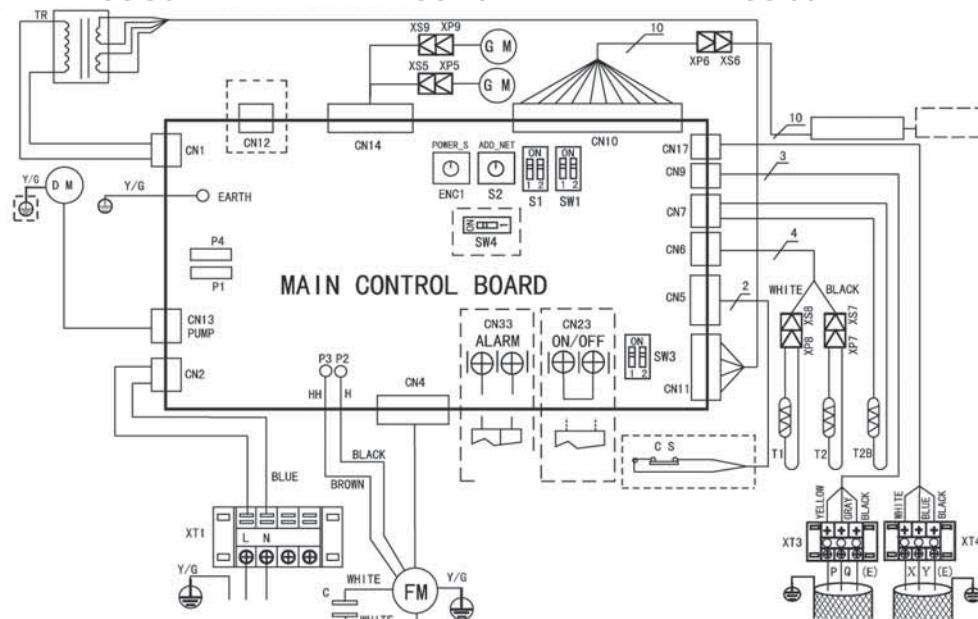 TR
XS9 XP9
G M
XS5 XP5
G M
10
XP6 XS6
10
CN1
CN12
CN14
CN10
CN17
POWER_S
ENC1
ADD_NET
S2
ON
1 2
S1
ON
1 2
SW1
CN9
3
Y/G
D M
Y/G
EARTH
CN7
ON
1
SW4
CN6
4
P4
P1
MAIN CONTROL BOARD
CN5
2
WHITE
BLACK
XS8
XP8
XS7
XP7
CN13
PUMP
CN33
ALARM
CN23
ON/OFF
ON
1 2
SW3
CN2
P3 P2
HH
H
CN4
CN11
BLACK
BROWN
BLUE
C S
T1
T2
T2B
XT1
L N
YELLOW
GRAY
BLACK
WHITE
BLUE
BLACK
XT3
XT4
P Q (E)
X Y (E)
Y/G
WHITE
C
FM
Y/G
WHITE